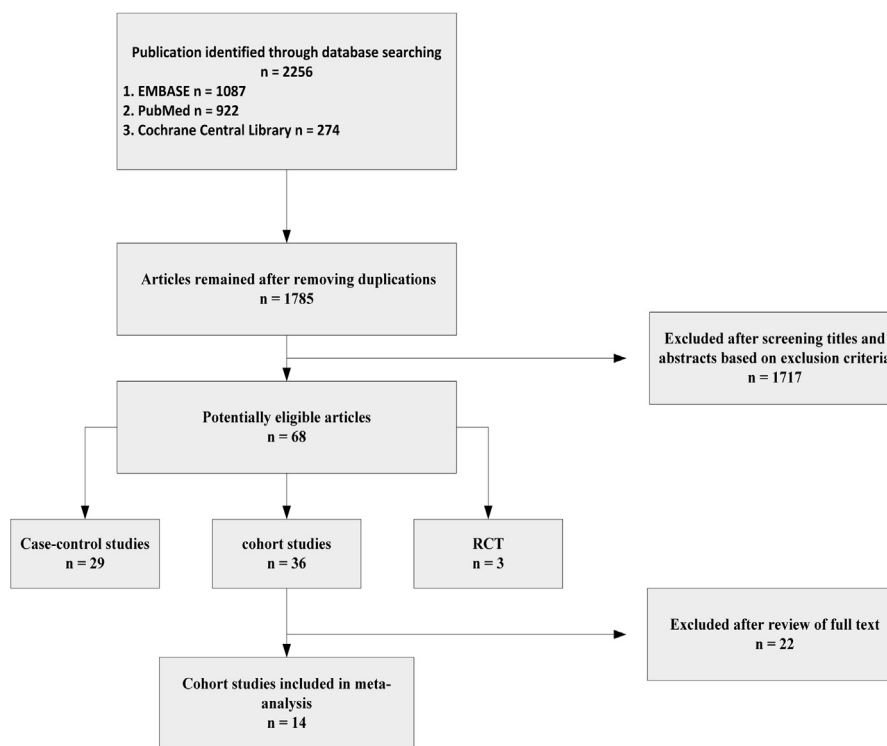 Publication identified through database searching
n = 2256
1. EMBASE n = 1087
2. PubMed n = 922
3. Cochrane Central Library n = 274
Articles remained after removing duplications
n = 1785
Excluded after screening titles and
abstracts based on exclusion criteria
n = 1717
Potentially eligible articles
n = 68
Case-control studies
n = 29
cohort studies
n = 36
RCT
n = 3
Excluded after review of full text
n = 22
Cohort studies included in meta-
analysis
n = 14